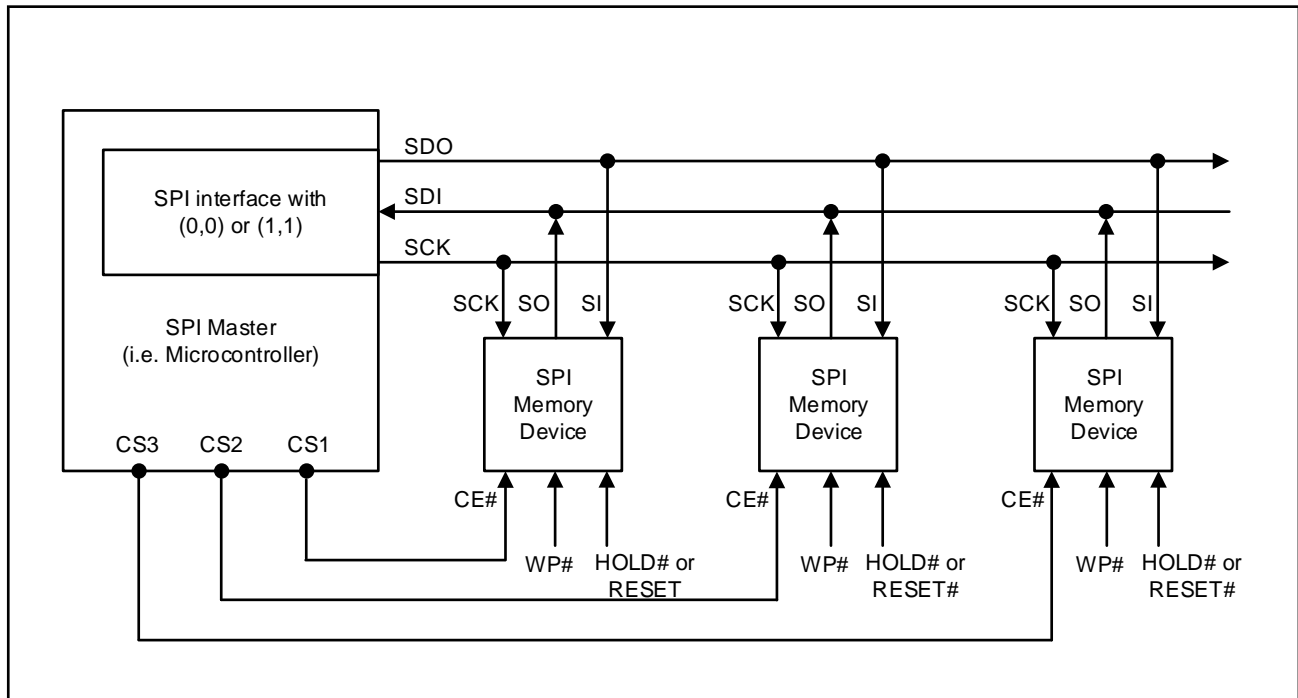 SDO
SDI
SCK
SPI interface with
(0,0) or (1,1)
SPI Master
(i.e. Microcontroller)
CS3 CS2 CS1
SCK SO SI
SPI
Memory
Device
CE#
WP#
HOLD# or
RESET
SCK SO SI
SPI
Memory
Device
CE#
WP#
HOLD# or
RESET#
SCK SO SI
SPI
Memory
Device
CE#
WP#
HOLD# or
RESET#